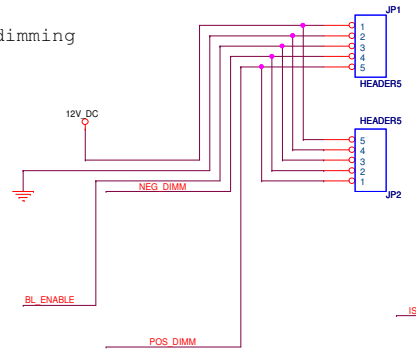 JP1
dimming
1
2
3
4
5
HEADER5
12V_DC
HEADER5
5
4
3
2
1
NEG_DIMM
JP2
BL_ENABLE
IS
POS_DIMM